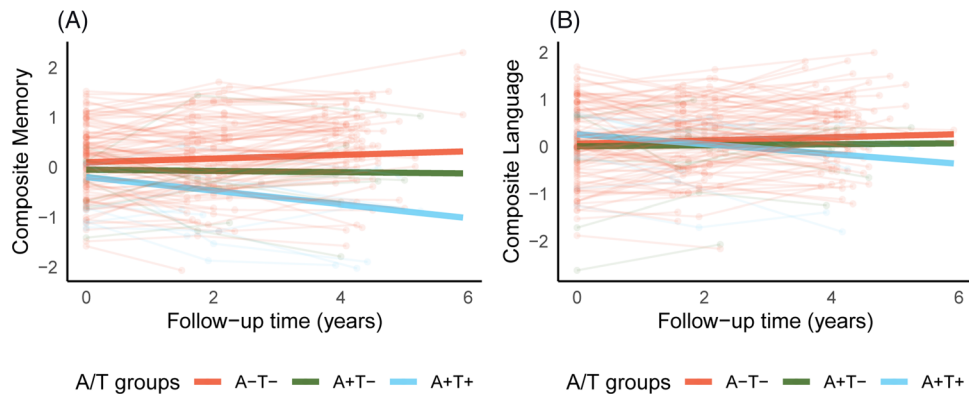 (A)
Composite Memory
2
1
0
−1
−2
0 2 4 6
Follow−up time (years)
A/T groups A−T− A+T− A+T+
(B)
Composite Language
2
1
0
−1
−2
0 2 4 6
Follow−up time (years)
A/T groups A−T− A+T− A+T+